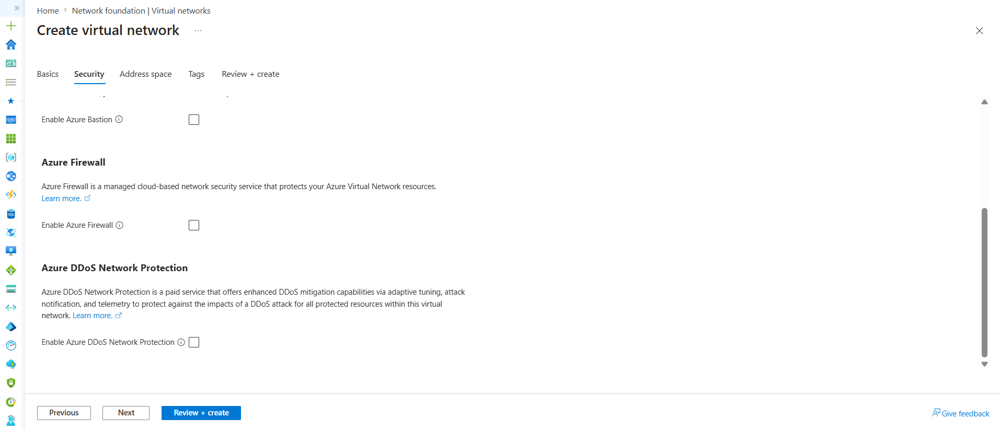 Home > Network foundation | Virtual networks
Create virtual network ...
Basics Security Address space Tags Review + create
Enable Azure Bastion
Azure Firewall
Azure Firewall is a managed cloud-based network security service that protects your Azure Virtual Network resources.
Learn more.
Enable Azure Firewall
Azure DDoS Network Protection
Azure DDoS Network Protection is a paid service that offers enhanced DDoS mitigation capabilities via adaptive tuning, attack
notification, and telemetry to protect against the impacts of a DDoS attack for all protected resources within this virtual
network. Learn more.
Enable Azure DDoS Network Protection
Previous Next Review + create Give feedback
SQL